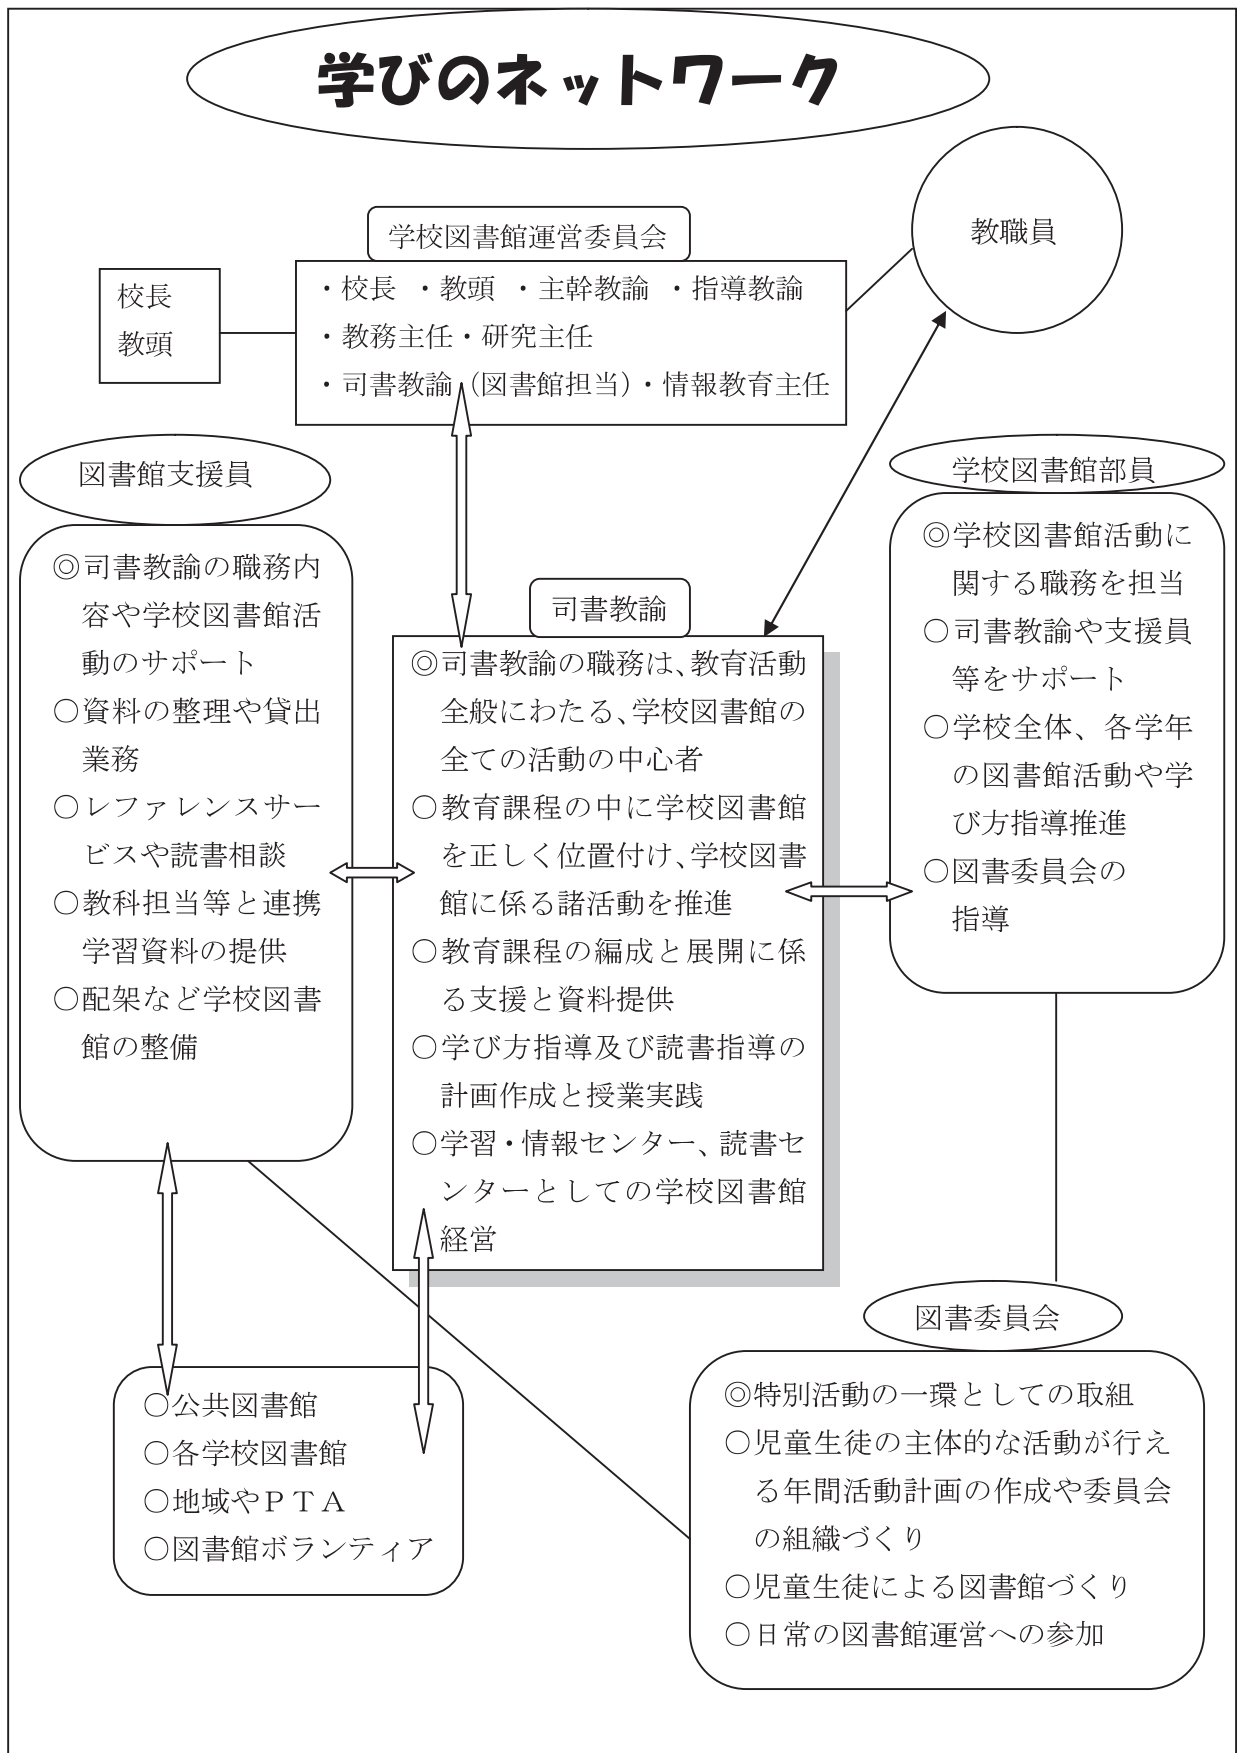 学びのネットワーク
教職員
学校図書館運営委員会
・校長 ・教頭 ・主幹教諭 ・指導教諭
・教務主任・研究主任
・司書教諭（図書館担当）・情報教育主任
校長
教頭
図書館支援員
◎司書教諭の職務内
容や学校図書館活
動のサポート
○資料の整理や貸出
業務
○レファレンスサー
ビスや読書相談
○教科担当等と連携
学習資料の提供
○配架など学校図書
館の整備
司書教諭
◎司書教諭の職務は、教育活動
全般にわたる、学校図書館の
全ての活動の中心者
○教育課程の中に学校図書館
を正しく位置付け、学校図書
館に係る諸活動を推進
○教育課程の編成と展開に係
る支援と資料提供
○学び方指導及び読書指導の
計画作成と授業実践
○学習・情報センター、読書セ
ンターとしての学校図書館
経営
学校図書館部員
◎学校図書館活動に
関する職務を担当
○司書教諭や支援員
等をサポート
○学校全体、各学年
の図書館活動や学
び方指導推進
○図書委員会の
指導
○公共図書館
○各学校図書館
○地域やＰＴＡ
○図書館ボランティア
図書委員会
◎特別活動の一環としての取組
○児童生徒の主体的な活動が行え
る年間活動計画の作成や委員会
の組織づくり
○児童生徒による図書館づくり
○日常の図書館運営への参加